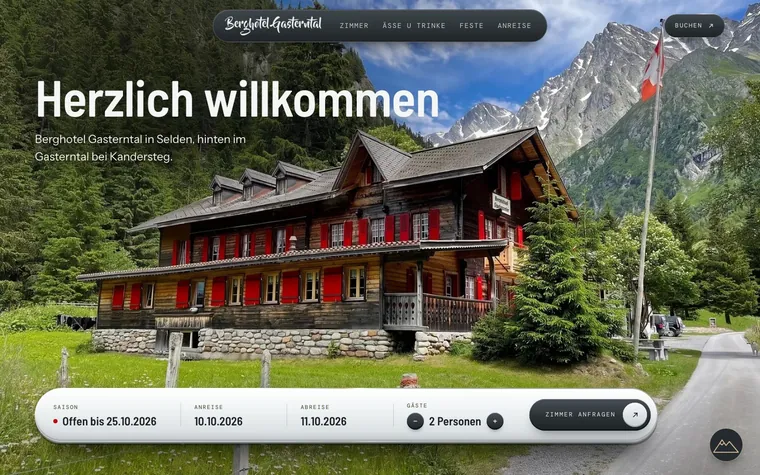 Berghotel Gasterntal
ZIMMER
ÄSSE U TRINKE
FESTE
ANREISE
BUCHEN
Herzlich willkommen
Berghotel Gasterntal in Selden, hinten im
Gasterntal bei Kandersteg.
SAISON
Offen bis 25.10.2026
ANREISE
10.10.2026
ABREISE
11.10.2026
GÄSTE
2 Personen
ZIMMER ANFRAGEN